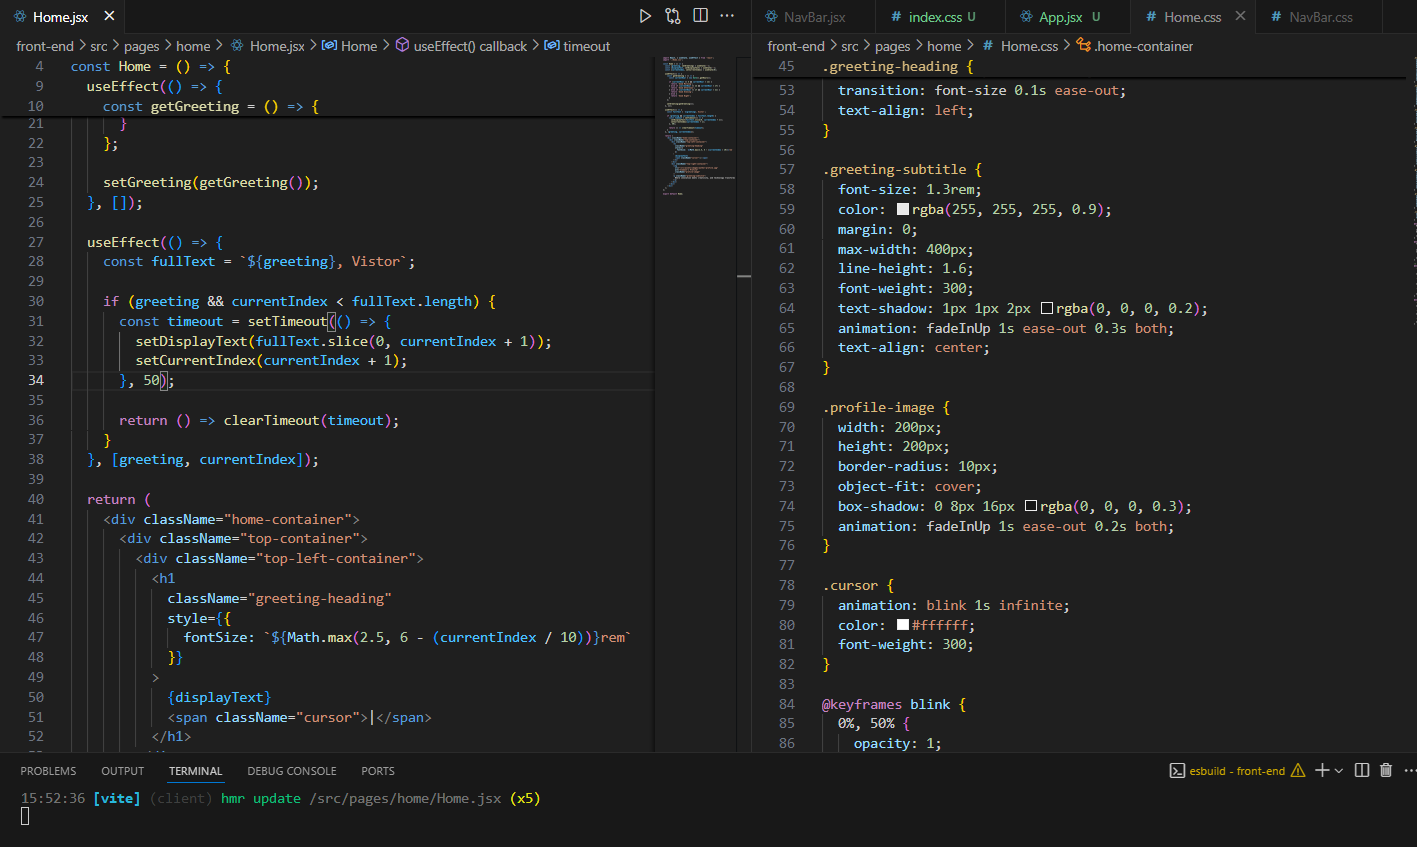 Home.jsx
front-end > src > pages > home > Home.jsx > Home > useEffect() callback > timeout
4 const Home = () => {
9 useEffect(() => {
10 const getGreeting = () => {
21 }
22 };
23
24 setGreeting(getGreeting());
25 }, []);
26
27 useEffect(() => {
28 const fullText = `${greeting}, Vistor`;
29
30 if (greeting && currentIndex < fullText.length) {
31 const timeout = setTimeout(() => {
32 setDisplayText(fullText.slice(0, currentIndex + 1));
33 setCurrentIndex(currentIndex + 1);
34 }, 50);
35
36 return () => clearTimeout(timeout);
37 }
38 }, [greeting, currentIndex]);
39
40 return (
41 <div className="home-container">
42 <div className="top-container">
43 <div className="top-left-container">
44 <h1
45 className="greeting-heading"
46 style={{
47 fontSize: `${Math.max(2.5, 6 - (currentIndex / 10))}rem`
48 }}
49 >
50 {displayText}
51 <span className="cursor">|</span>
52 </h1>
NavBar.jsx
index.css U
App.jsx U
Home.css
NavBar.css
front-end > src > pages > home > Home.css > .home-container
45 .greeting-heading {
53 transition: font-size 0.1s ease-out;
54 text-align: left;
55 }
56
57 .greeting-subtitle {
58 font-size: 1.3rem;
59 color: rgba(255, 255, 255, 0.9);
60 margin: 0;
61 max-width: 400px;
62 line-height: 1.6;
63 font-weight: 300;
64 text-shadow: 1px 1px 2px rgba(0, 0, 0, 0.2);
65 animation: fadeInUp 1s ease-out 0.3s both;
66 text-align: center;
67 }
68
69 .profile-image {
70 width: 200px;
71 height: 200px;
72 border-radius: 10px;
73 object-fit: cover;
74 box-shadow: 0 8px 16px rgba(0, 0, 0, 0.3);
75 animation: fadeInUp 1s ease-out 0.2s both;
76 }
77
78 .cursor {
79 animation: blink 1s infinite;
80 color: #ffffff;
81 font-weight: 300;
82 }
83
84 @keyframes blink {
85 0%, 50% {
86 opacity: 1;
PROBLEMS OUTPUT TERMINAL DEBUG CONSOLE PORTS
esbuild - front-end
15:52:36 [vite] (client) hmr update /src/pages/home/Home.jsx (x5)